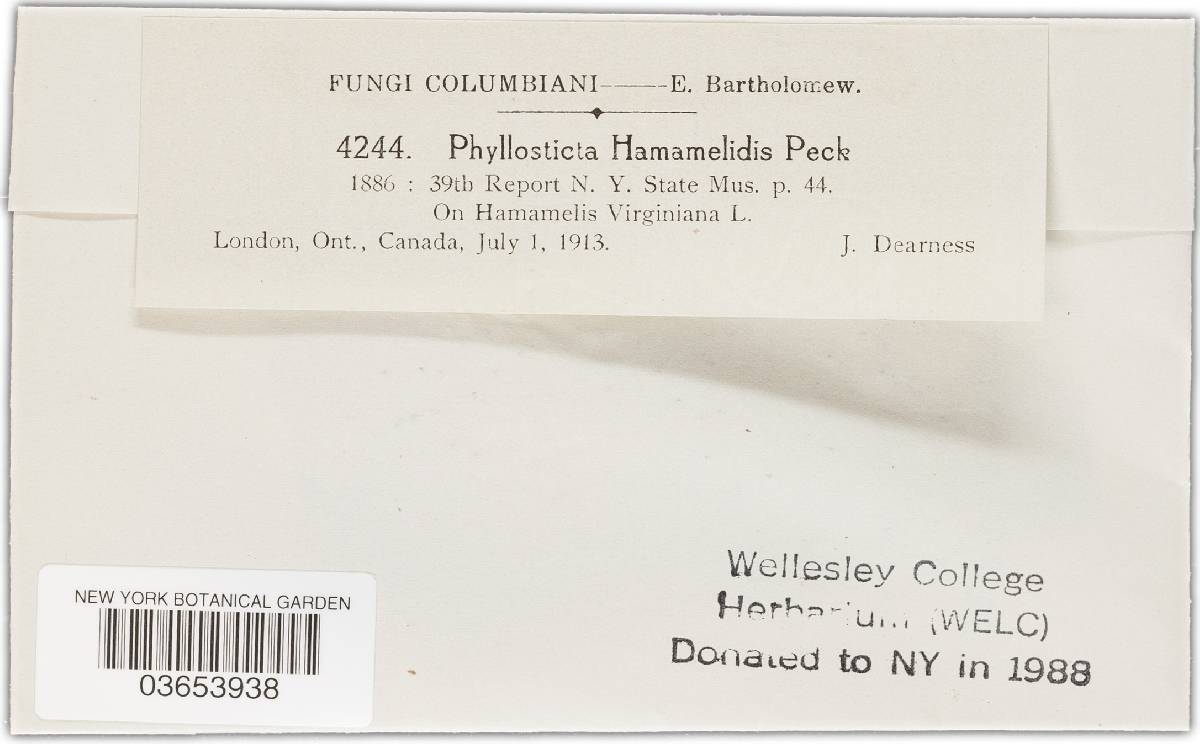 FUNGI COLUMBIANI——E. Bartholomew.
4244. Phyllosticta Hamamelidis Peck
1886 : 39th Report N. Y. State Mus. p. 44.
On Hamamelis Virginiana L.
London, Ont., Canada, July 1, 1913. J. Dearness
Wellesley College
Herbarium (WELC)
Donated to NY in 1988
NEW YORK BOTANICAL GARDEN
03653938